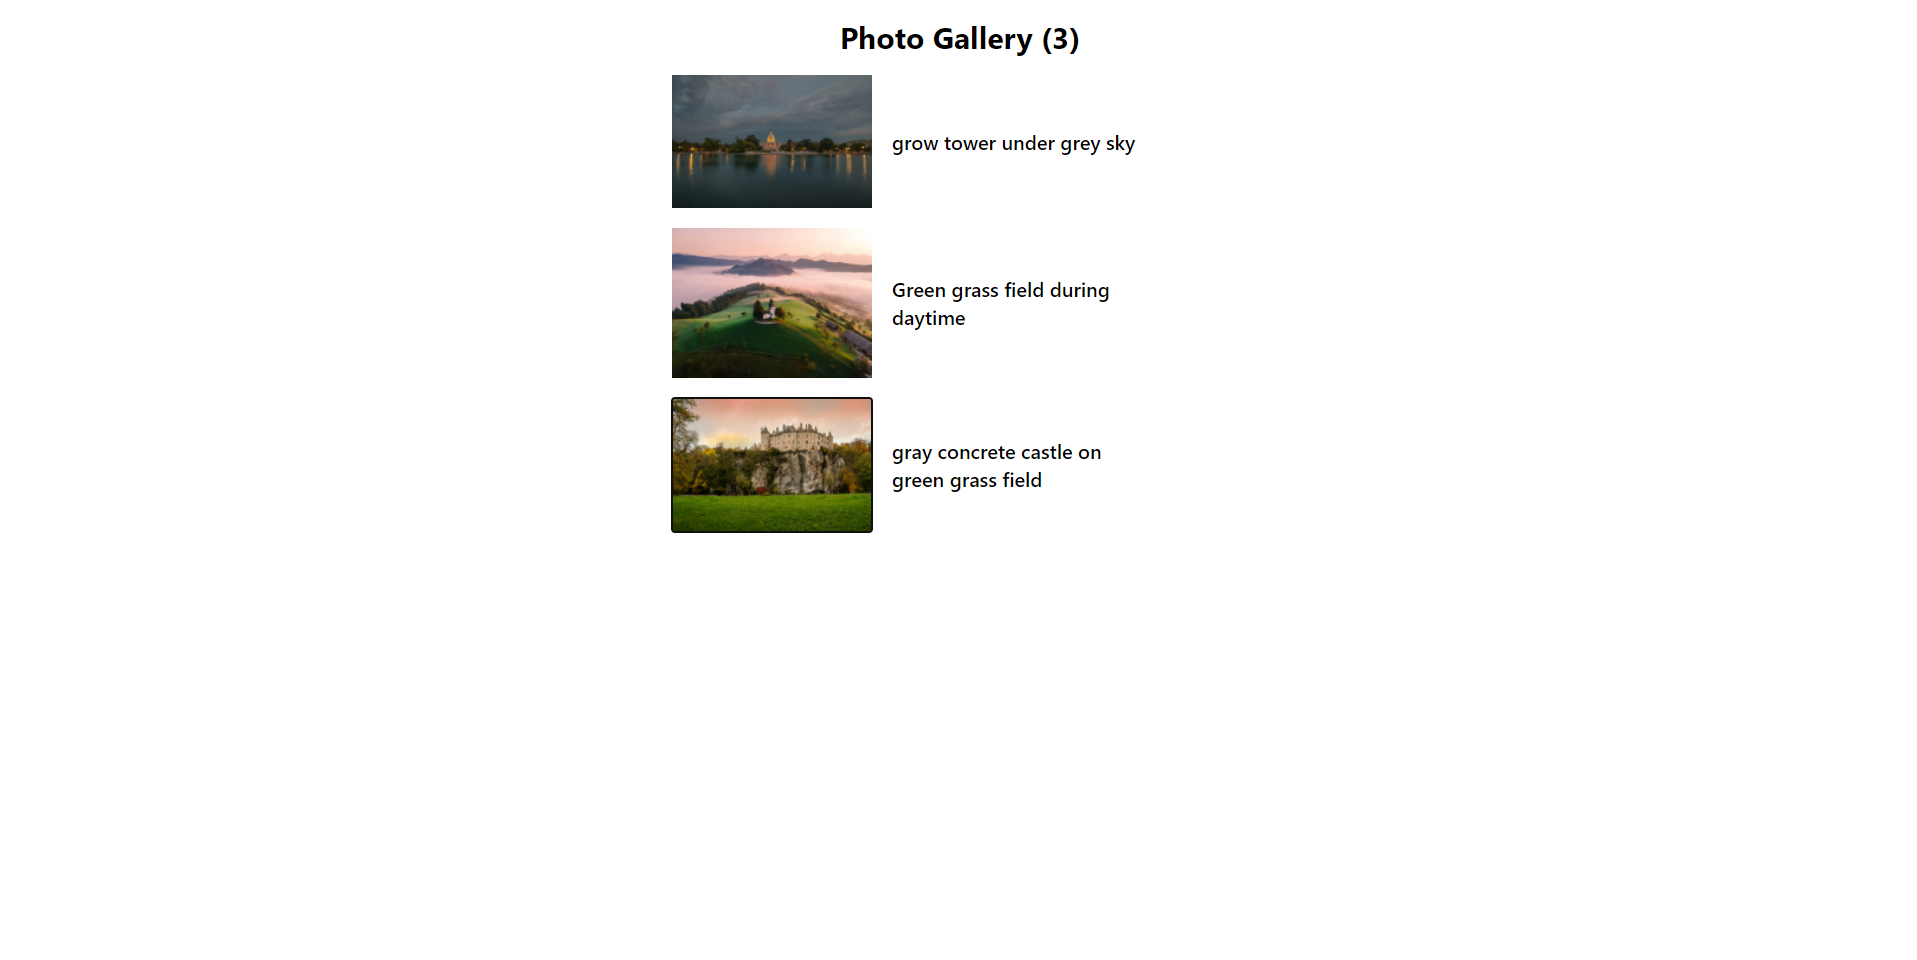 Photo Gallery (3)
grow tower under grey sky
Green grass field during
daytime
gray concrete castle on
green grass field